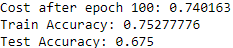 Cost after epoch 100: 0.740163
Train Accuracy: 0.75277776
Test Accuracy: 0.675